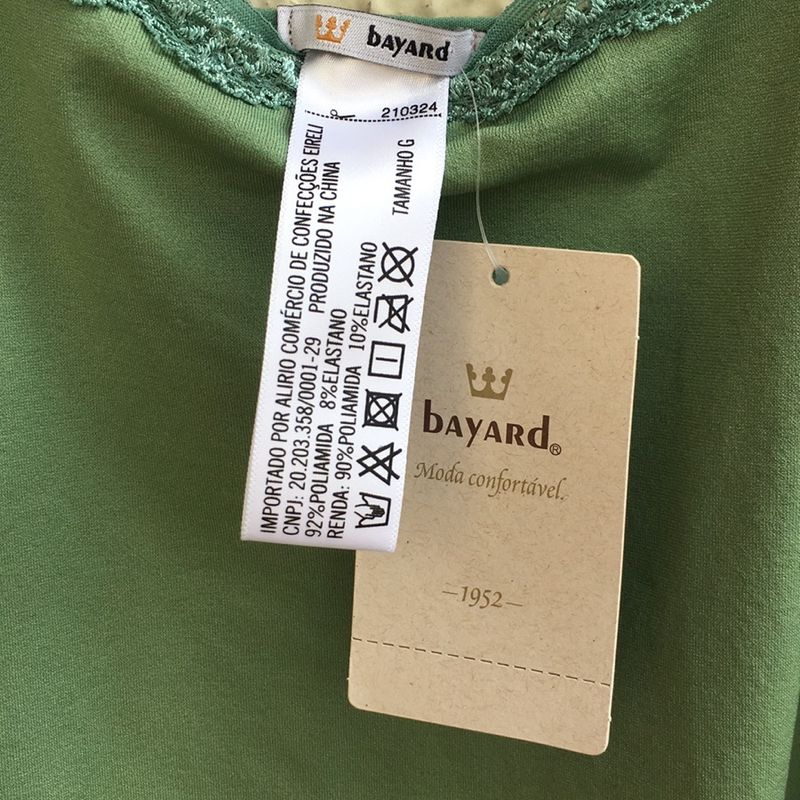 bayard
210324
IMPORTADO POR ALIRIO COMÉRCIO DE CONFECÇÕES EIRELI
CNPJ: 20.203.358/0001-29 PRODUZIDO NA CHINA
92%POLIAMIDA 8%ELASTANO
RENDA: 90%POLIAMIDA 10%ELASTANO
TAMANHO G
bayard®
Moda confortável.
—1952—